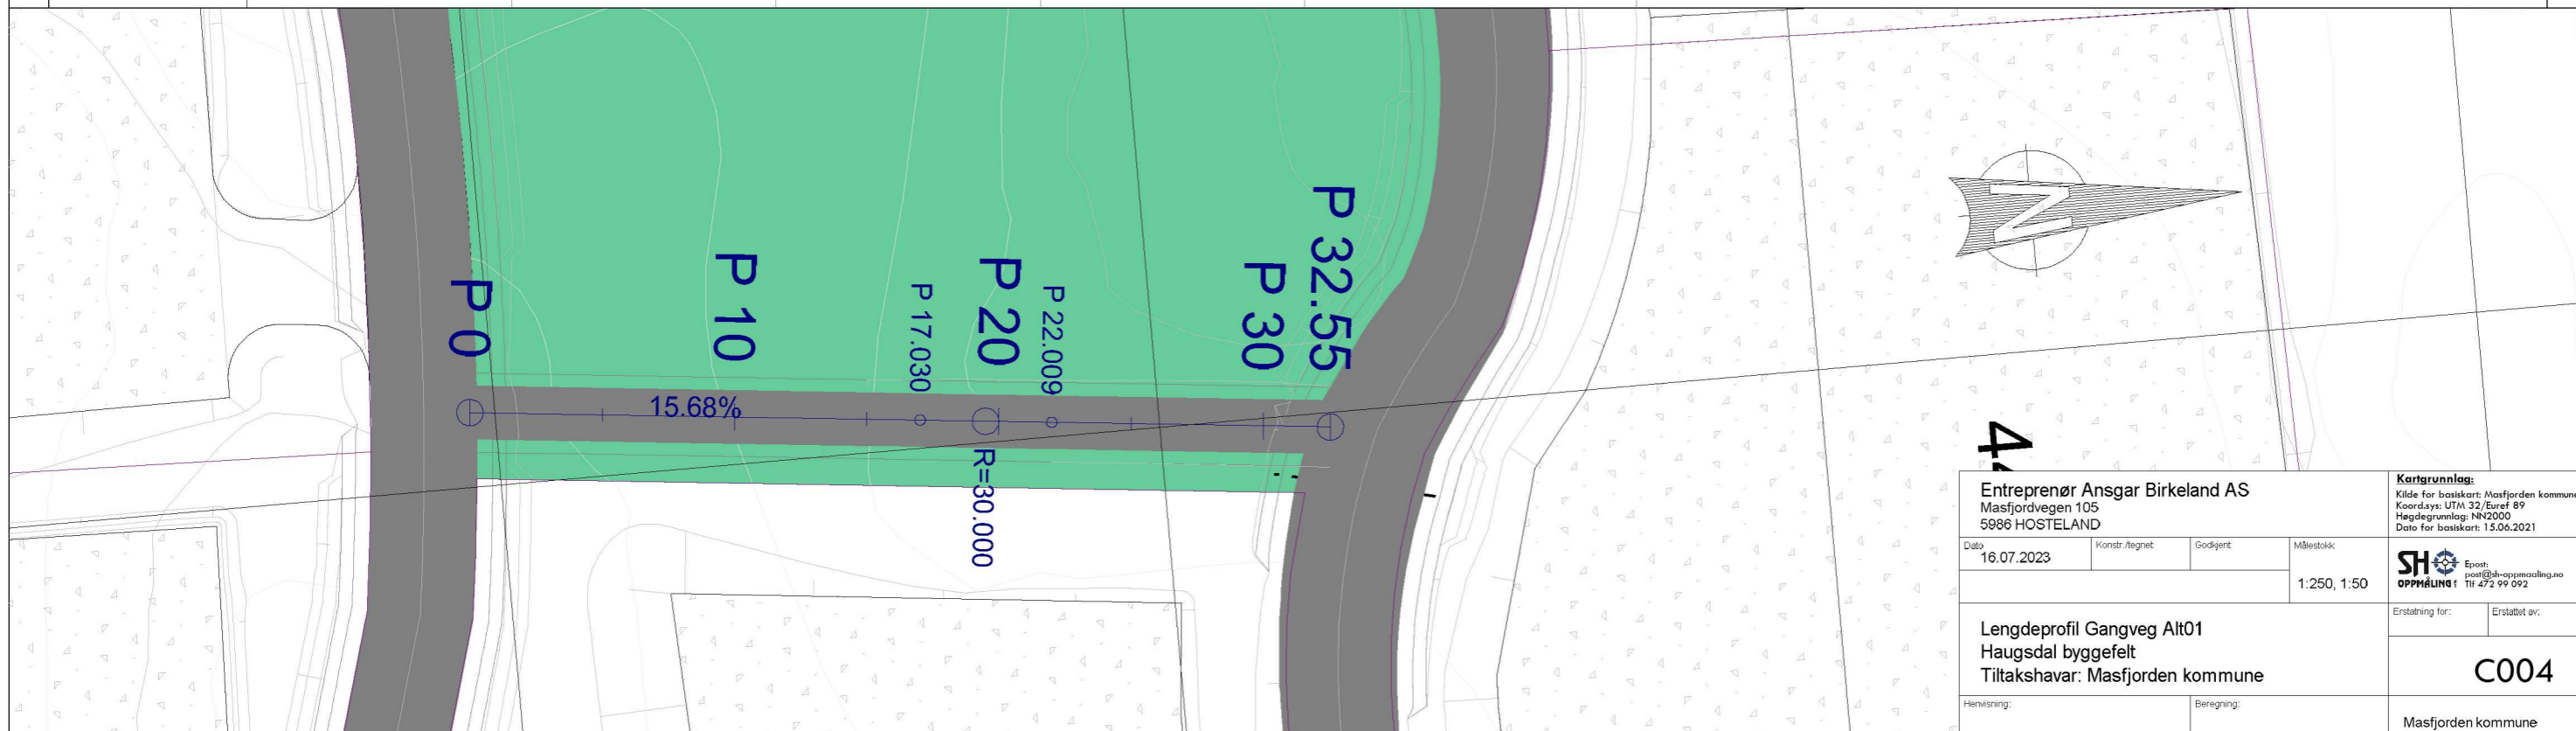 P 0
P 10
P 17.030
P 20
P 22.009
P 30
P 32.55
15.68%
R=30.000
N
Entreprenør Ansgar Birkeland AS
Masfjordvegen 105
5986 HOSTELAND
Kartgrunnlag:
Kilde for basiskart: Masfjorden kommune
Koord.sys: UTM 32/Euref 89
Høgdegrunnlag: NN2000
Dato for basiskart: 15.06.2021
Dato
16.07.2023
Konstr./tegnet
Godkjent
Målestokk
1:250, 1:50
SH
OPPMÅLING
Epost:
post@sh-oppmaaling.no
Tlf 472 99 092
Lengdeprofil Gangveg Alt01
Haugsdal byggefelt
Tiltakshavar: Masfjorden kommune
Erstatning for:
Erstattet av:
C004
Henvisning:
Beregning:
Masfjorden kommune